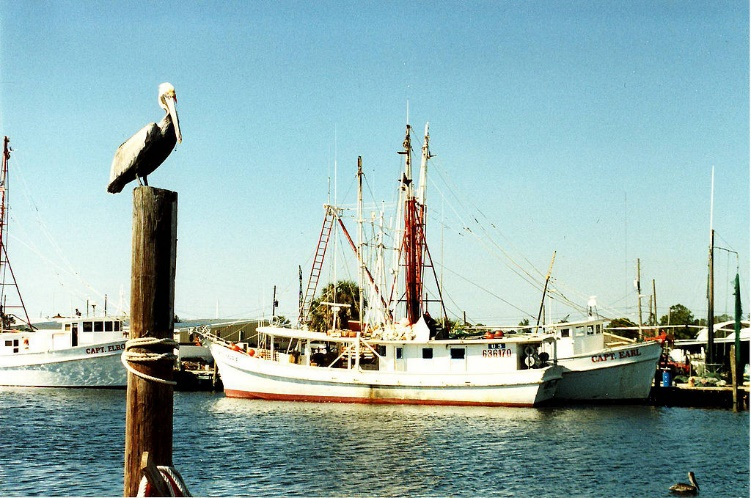 CAPT. ELRO
U S
636170
CAPT. EARL